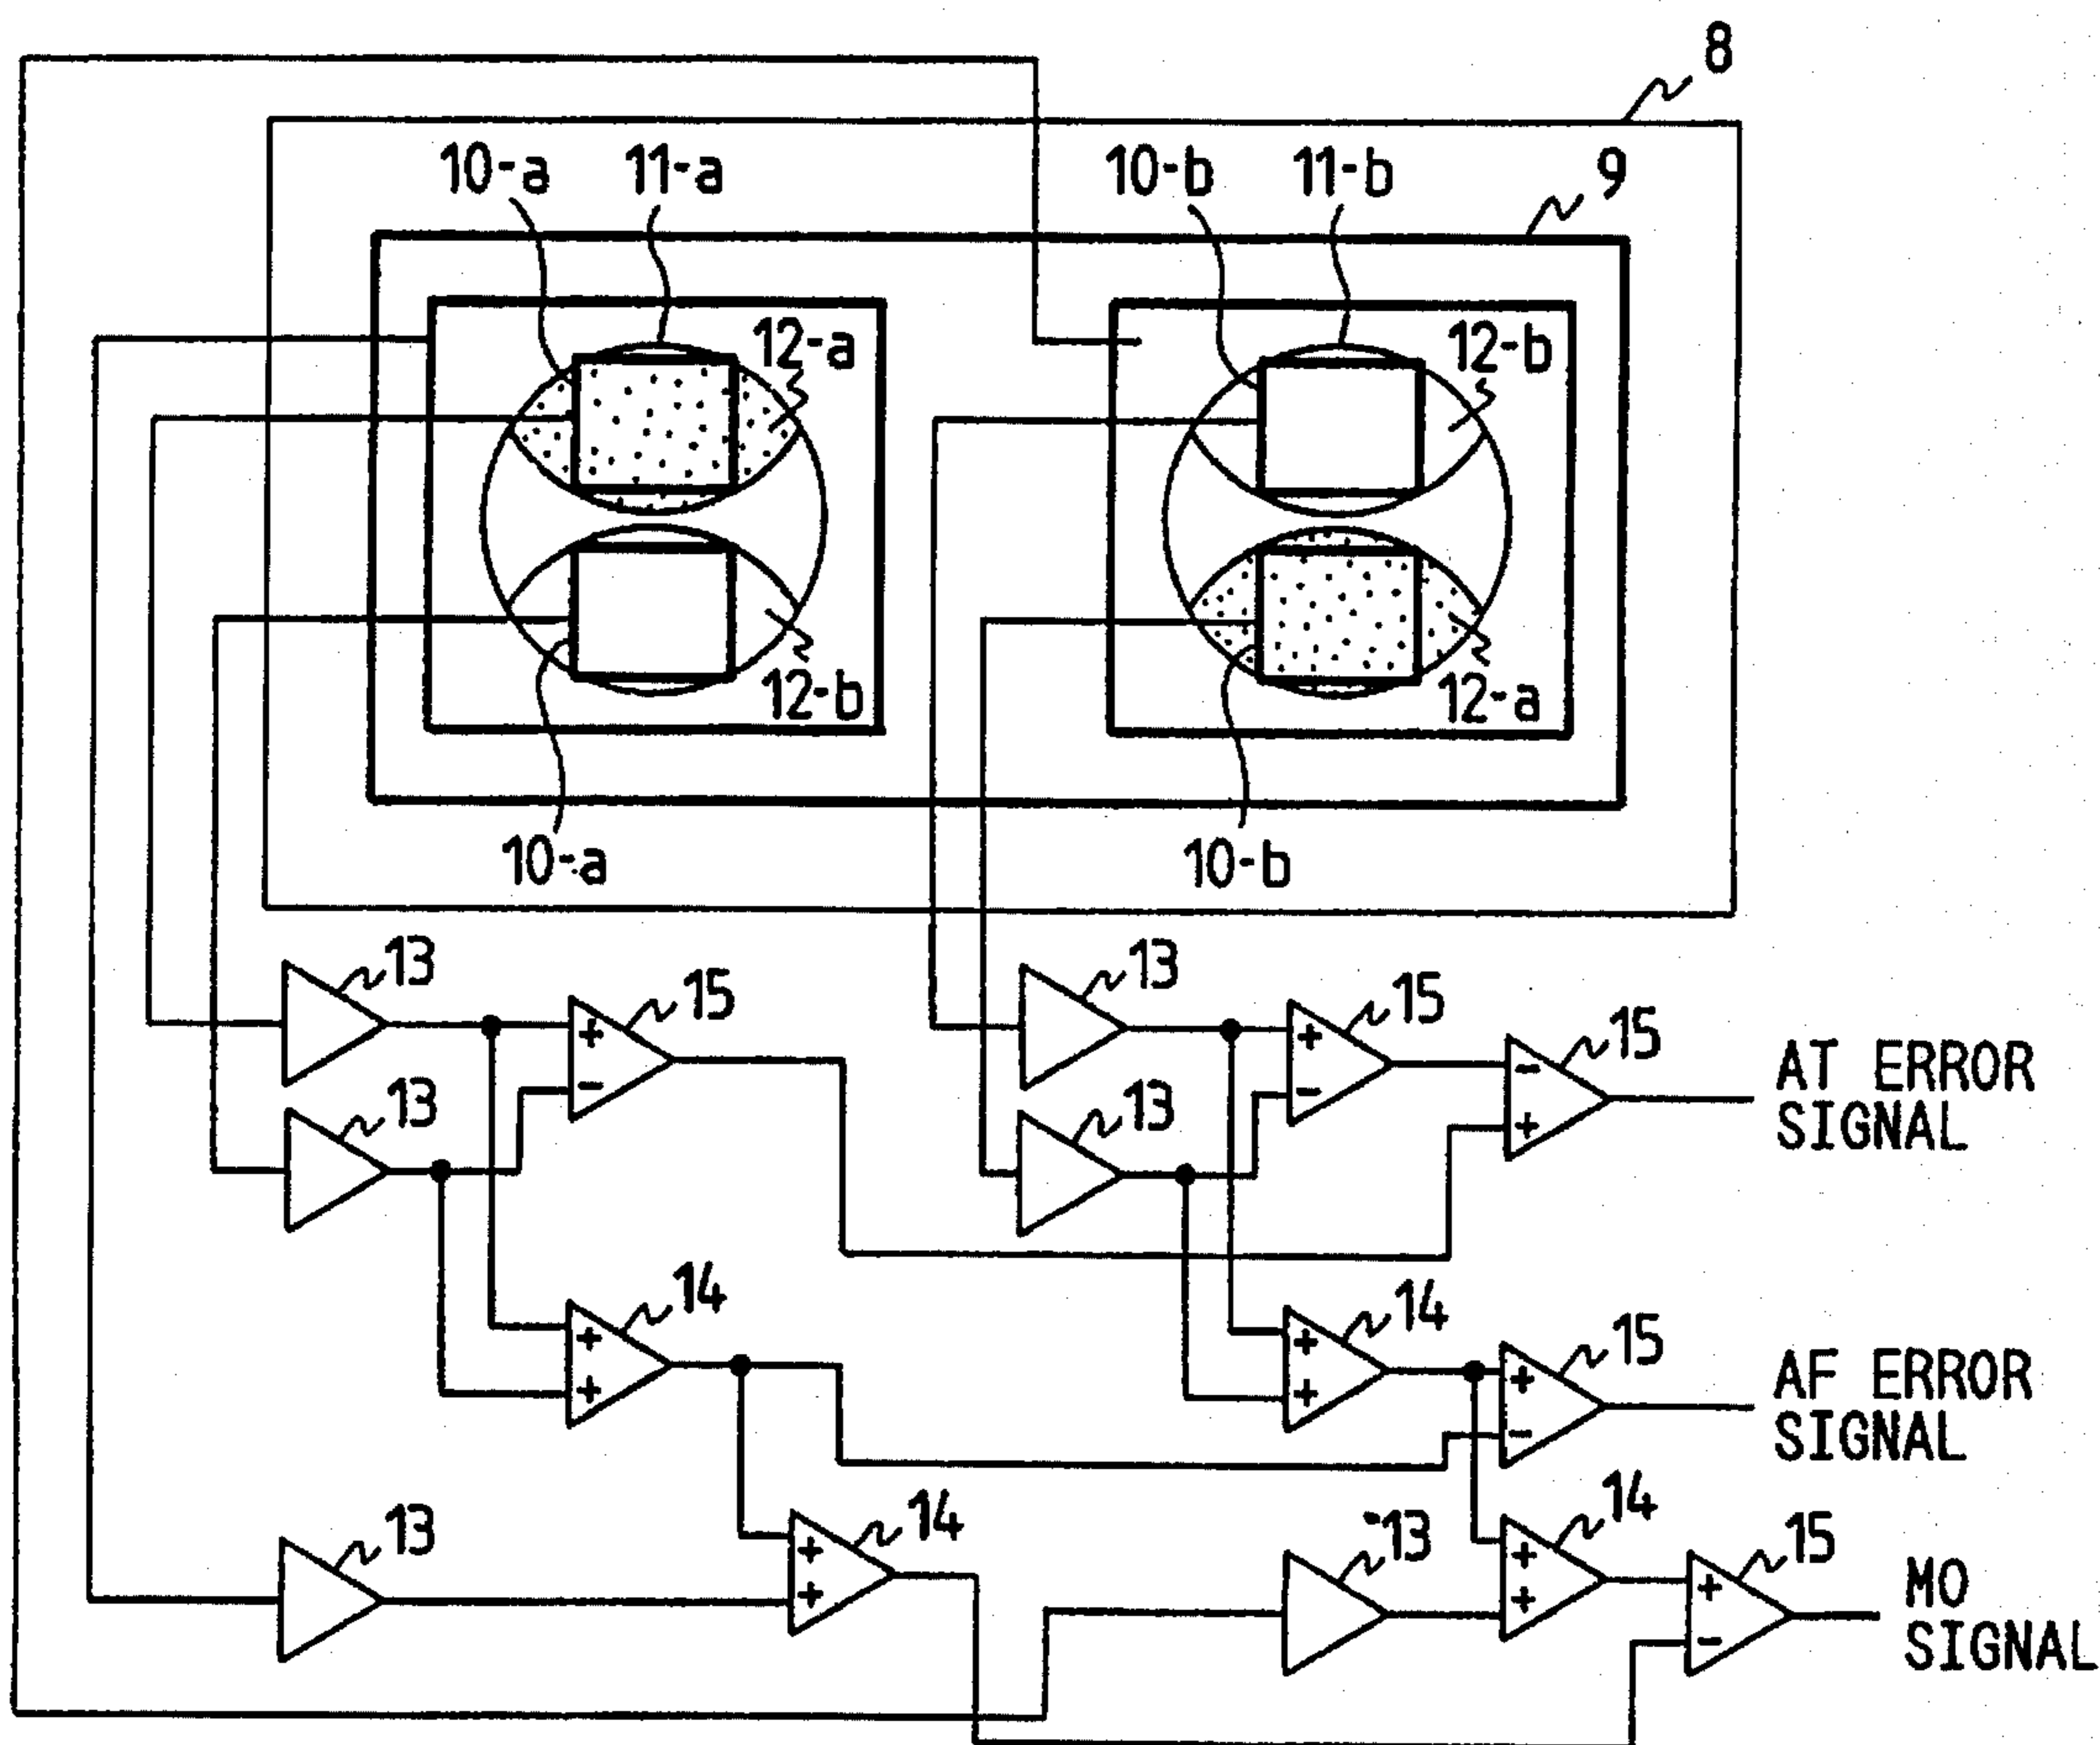 8
10-a 11-a 10-b 11-b 9
12-a 12-b
12-b 12-a
10-a 10-b
13 15 13 15 15
+ + -
- - +
AT ERROR
SIGNAL
13 13
14 14 15
+ + +
+ + -
AF ERROR
SIGNAL
13 14 13 14 15
+ + +
+ + -
MO
SIGNAL